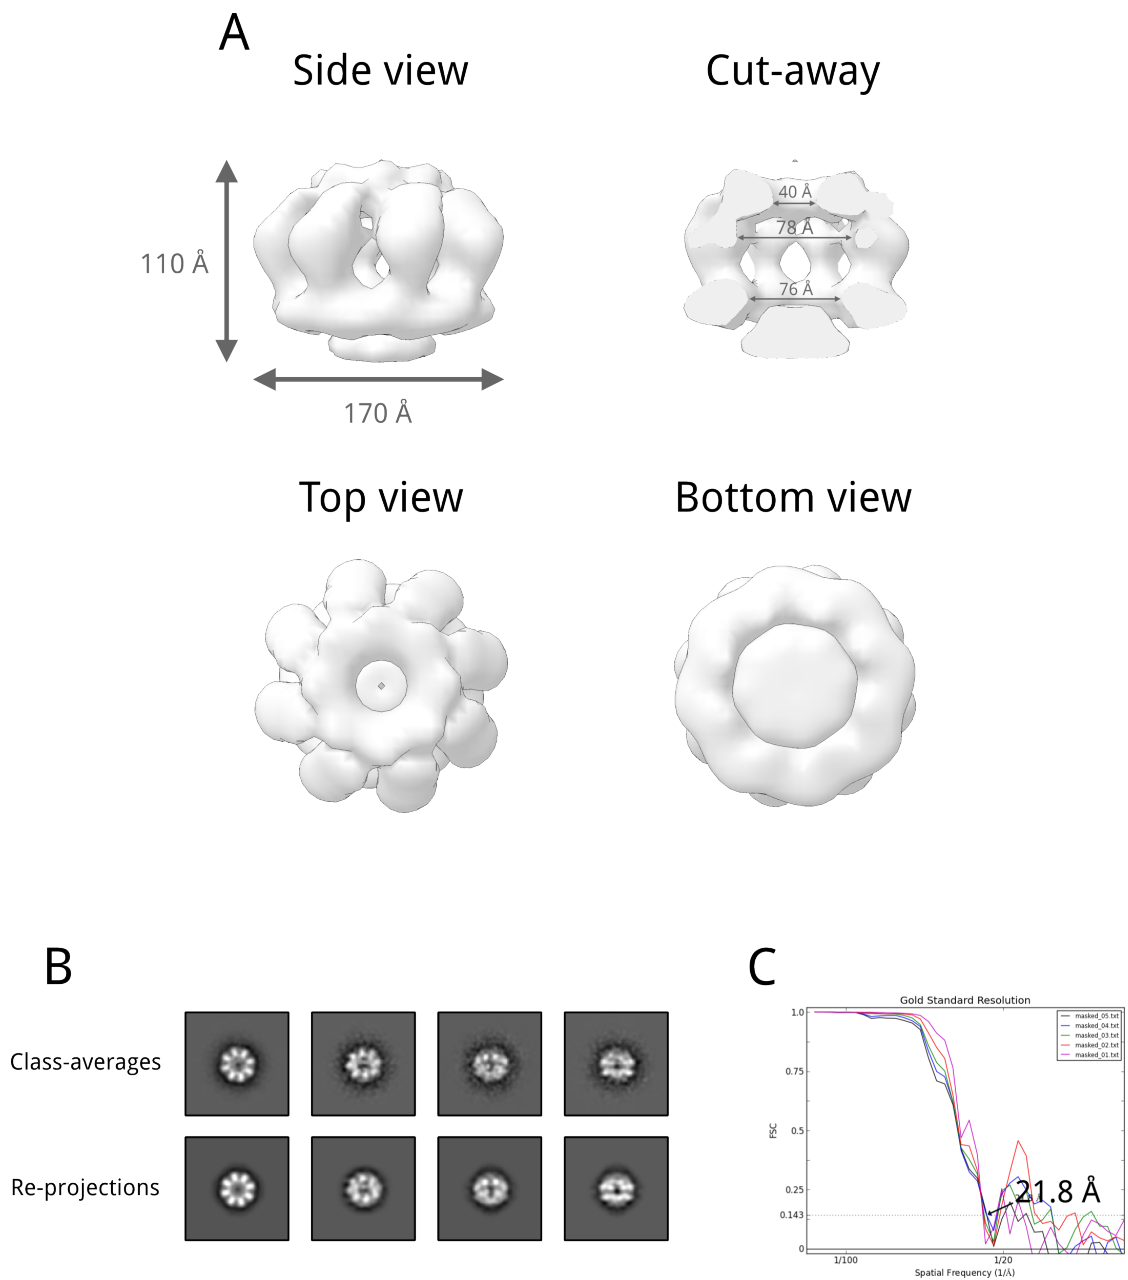 A
Side view
Cut-away
110 Å
170 Å
40 Å
78 Å
76 Å
Top view
Bottom view
B
Class-averages
Re-projections
C
Gold Standard Resolution
masked_05.txt
masked_04.txt
masked_03.txt
masked_02.txt
masked_01.txt
1.0
0.75
0.5
0.25
0.143
0
FSC
21.8 Å
1/100
1/20
Spatial Frequency (1/Å)